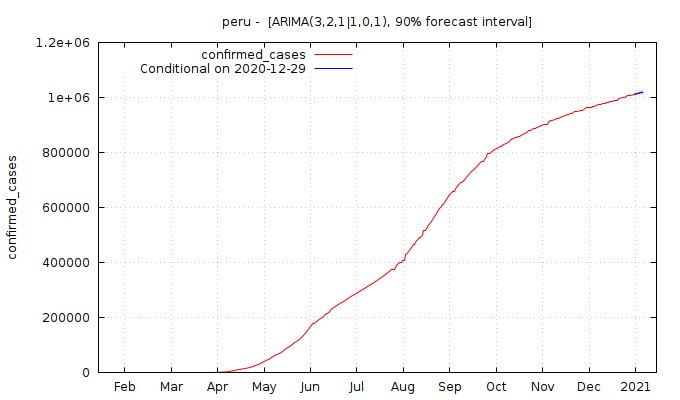 peru -  [ARIMA(3,2,1|1,0,1), 90% forecast interval]
1.2e+06
confirmed_cases
Conditional on 2020-12-29
1e+06
800000
600000
400000
200000
0
confirmed_cases
Feb Mar Apr May Jun Jul Aug Sep Oct Nov Dec 2021